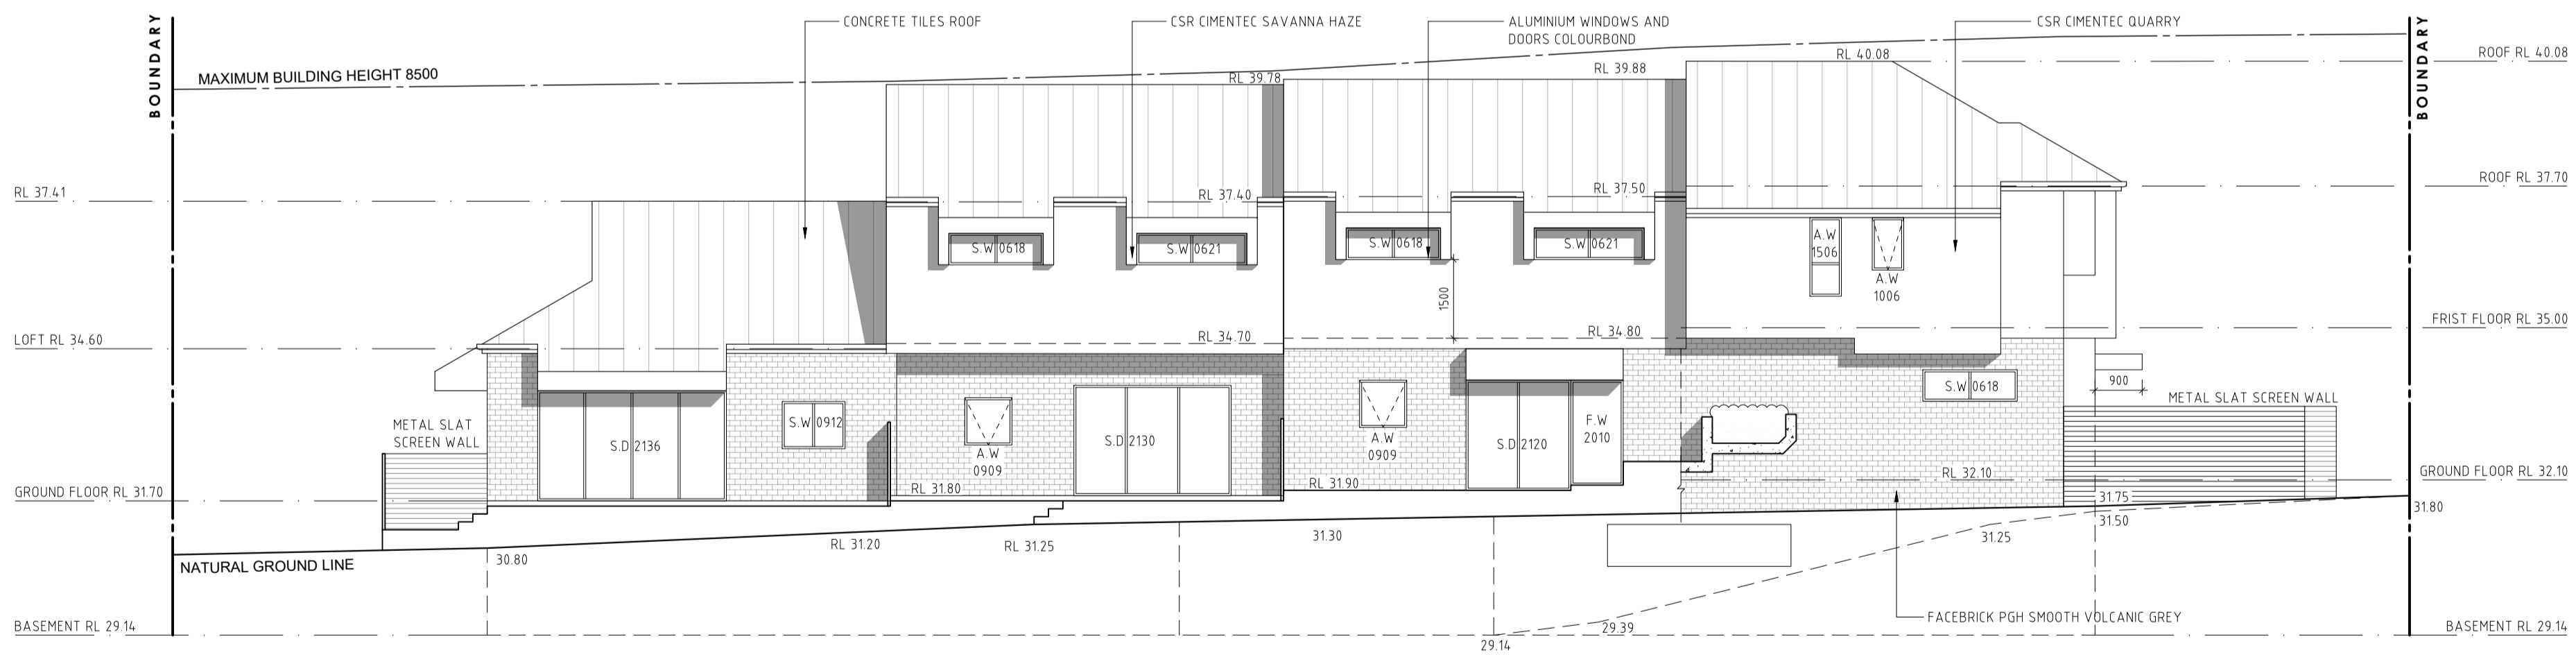 BOUNDARY
CONCRETE TILES ROOF
CSR CIMENTEC SAVANNA HAZE
ALUMINIUM WINDOWS AND
DOORS COLOURBOND
CSR CIMENTEC QUARRY
BOUNDARY
MAXIMUM BUILDING HEIGHT 8500
RL 39.78
RL 39.88
RL 40.08
ROOF RL 40.08
RL 37.41
RL 37.40
RL 37.50
ROOF RL 37.70
S.W 0618
S.W 0621
S.W 0618
S.W 0621
A.W
1506
A.W
1006
1500
LOFT RL 34.60
RL 34.70
RL 34.80
FRIST FLOOR RL 35.00
900
METAL SLAT
SCREEN WALL
S.D 2136
S.W 0912
A.W
0909
S.D 2130
A.W
0909
S.D 2120
F.W
2010
S.W 0618
METAL SLAT SCREEN WALL
GROUND FLOOR RL 31.70
RL 31.80
RL 31.90
RL 32.10
GROUND FLOOR RL 32.10
31.75
31.50
31.80
31.25
NATURAL GROUND LINE
30.80
RL 31.20
RL 31.25
31.30
FACEBRICK PGH SMOOTH VOLCANIC GREY
BASEMENT RL 29.14
29.39
29.14
BASEMENT RL 29.14